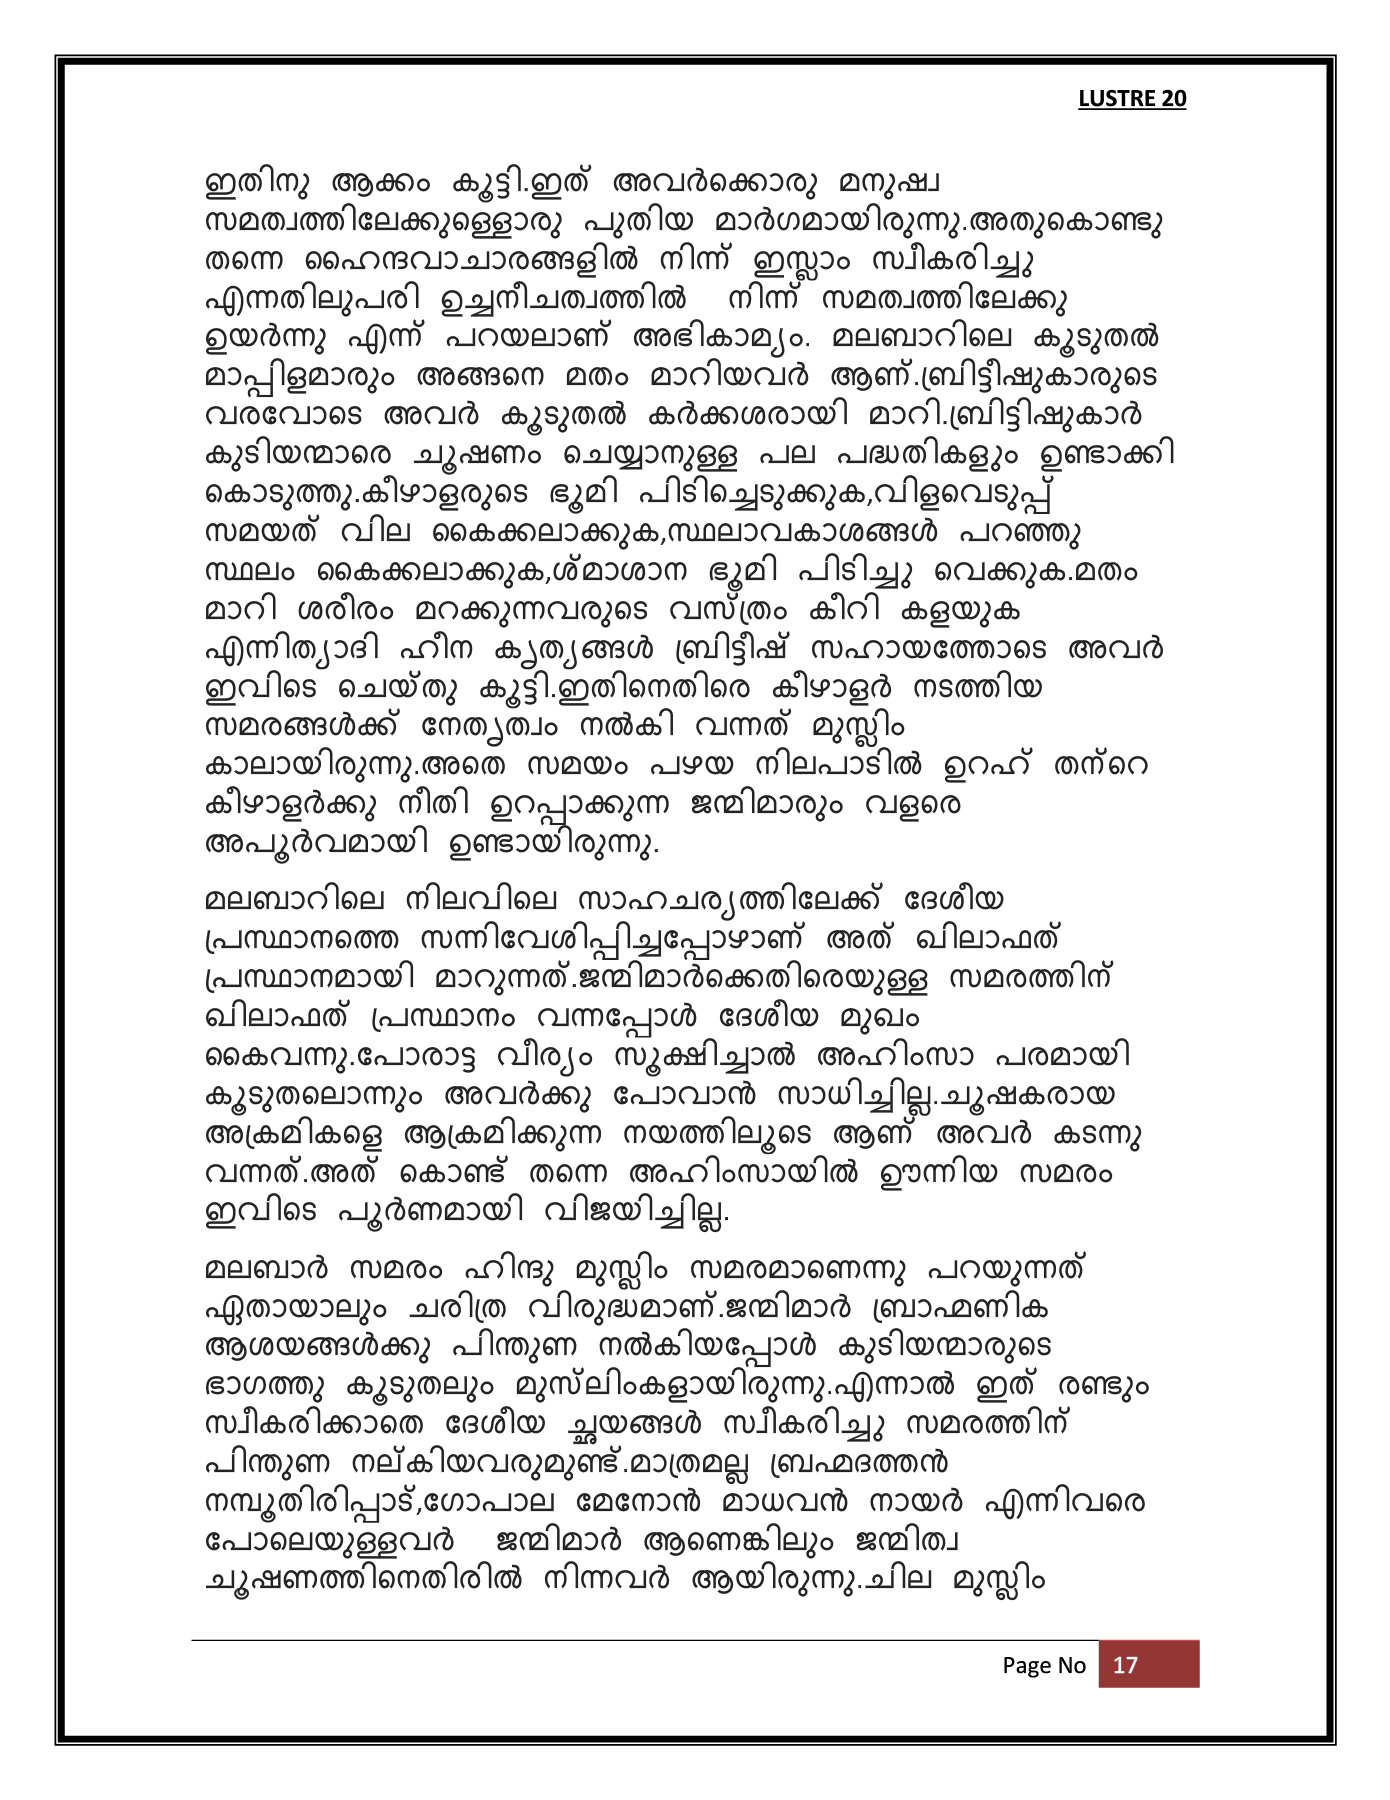 LUSTRE 20
ഇതിനു ആക്കം കൂട്ടി.ഇത് അവർക്കൊരു മനുഷ്വ
സമത്വത്തിലേക്കുള്ളൊരു പുതിയ മാർഗമായിരുന്നു.അതുകൊണ്ടു
തന്നെ ഹൈന്ദവാചാരങ്ങളിൽ നിന്ന് ഇസ്ലാം സ്വീകരിച്ചു
എന്നതിലുപരി ഉച്ചനീചത്വത്തിൽ നിന്ന് സമത്വത്തിലേക്കു
ഉയർന്നു എന്ന് പറയലാണ് അഭികാമ്യം. മലബാറിലെ കൂടുതൽ
മാപ്പിളമാരും അങ്ങനെ മതം മാറിയവർ ആണ്.ബ്രിട്ടീഷുകാരുടെ
വരവോടെ അവർ കൂടുതൽ കർക്കശരായി മാറി.ബ്രിട്ടിഷുകാർ
കുടിയന്മാരെ ചൂഷണം ചെയ്യാനുള്ള പല പദ്ധതികളും ഉണ്ടാക്കി
കൊടുത്തു.കീഴാളരുടെ ഭൂമി പിടിച്ചെടുക്കുക,വിളവെടുപ്പ്
സമയത് വില കൈക്കലാക്കുക,സ്ഥലാവകാശങ്ങൾ പറഞ്ഞു
സ്ഥലം കൈക്കലാക്കുക,ശ്മാശാന ഭൂമി പിടിച്ചു വെക്കുക.മതം
മാറി ശരീരം മറക്കുന്നവരുടെ വസ്ത്രം കീറി കളയുക
എന്നിത്യാദി ഹീന കൃത്യങ്ങൾ ബ്രിട്ടീഷ് സഹായത്തോടെ അവർ
ഇവിടെ ചെയ്തു കൂട്ടി.ഇതിനെതിരെ കീഴാളർ നടത്തിയ
സമരങ്ങൾക്ക് നേതൃത്വം നൽകി വന്നത് മുസ്ലിം
കാലായിരുന്നു.അതെ സമയം പഴയ നിലപാടിൽ ഉറഹ് തന്റെ
കീഴാളർക്കു നീതി ഉറപ്പാക്കുന്ന ജന്മിമാരും വളരെ
അപൂർവമായി ഉണ്ടായിരുന്നു.
മലബാറിലെ നിലവിലെ സാഹചര്യത്തിലേക്ക് ദേശീയ
പ്രസ്ഥാനത്തെ സന്നിവേശിപ്പിച്ചപ്പോഴാണ് അത് ഖിലാഫത്
പ്രസ്ഥാനമായി മാറുന്നത്.ജന്മിമാർക്കെതിരെയുള്ള സമരത്തിന്
ഖിലാഫത് പ്രസ്ഥാനം വന്നപ്പോൾ ദേശീയ മുഖം
കൈവന്നു.പോരാട്ട വീര്യം സൂക്ഷിച്ചാൽ അഹിംസാ പരമായി
കൂടുതലൊന്നും അവർക്കു പോവാൻ സാധിച്ചില്ല.ചൂഷകരായ
അക്രമികളെ ആക്രമിക്കുന്ന നയത്തിലൂടെ ആണ് അവർ കടന്നു
വന്നത്.അത് കൊണ്ട് തന്നെ അഹിംസായിൽ ഊന്നിയ സമരം
ഇവിടെ പൂർണമായി വിജയിച്ചില്ല.
മലബാർ സമരം ഹിന്ദു മുസ്ലിം സമരമാണെന്നു പറയുന്നത്
ഏതായാലും ചരിത്ര വിരുദ്ധമാണ്.ജന്മിമാർ ബ്രാഹ്മണിക
ആശയങ്ങൾക്കു പിന്തുണ നൽകിയപ്പോൾ കുടിയന്മാരുടെ
ഭാഗത്തു കൂടുതലും മുസ്‌ലിംകളായിരുന്നു.എന്നാൽ ഇത് രണ്ടും
സ്വീകരിക്കാതെ ദേശീയ ച്ഛയങ്ങൾ സ്വീകരിച്ചു സമരത്തിന്
പിന്തുണ നല്കിയവരുമുണ്ട്.മാത്രമല്ല ബ്രഹ്മദത്തൻ
നമ്പൂതിരിപ്പാട്,ഗോപാല മേനോൻ മാധവൻ നായർ എന്നിവരെ
പോലെയുള്ളവർ ജന്മിമാർ ആണെങ്കിലും ജന്മിത്വ
ചൂഷണത്തിനെതിരിൽ നിന്നവർ ആയിരുന്നു.ചില മുസ്ലിം
Page No 17